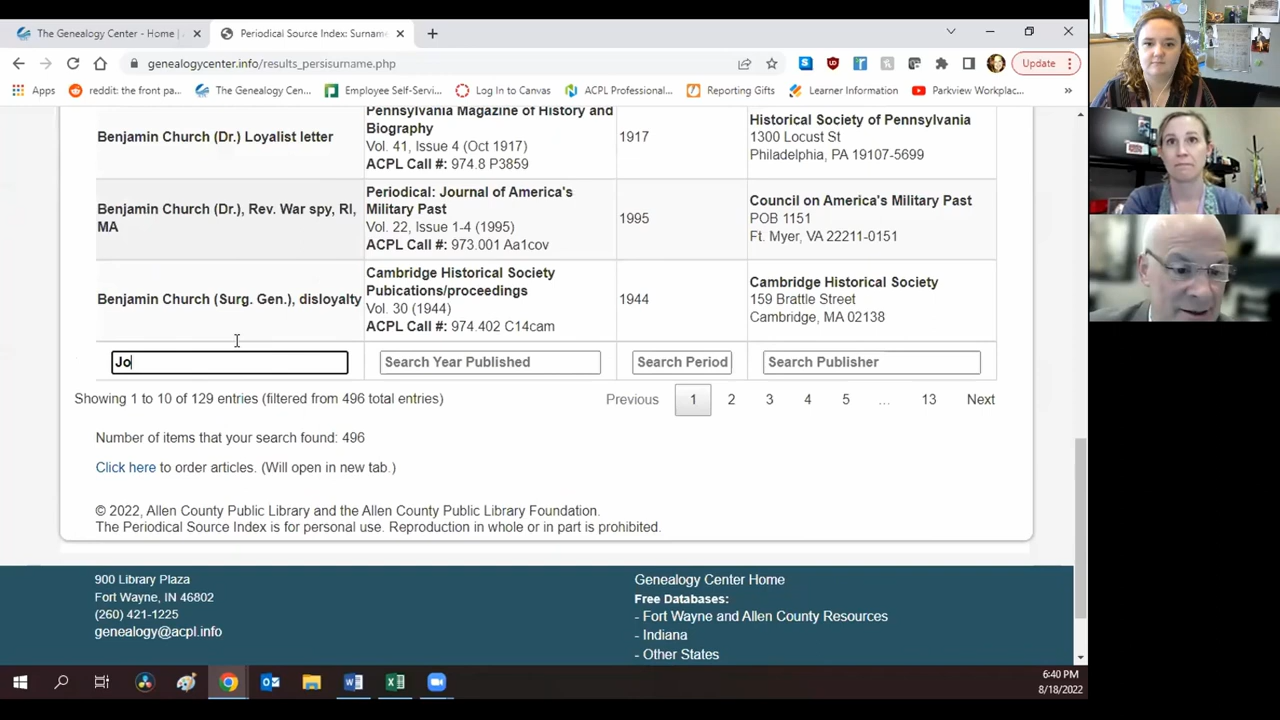 The Genealogy Center - Home |
Periodical Source Index: Surname
genealogycenter.info/results_persisurname.php
Update
Apps
reddit: the front pa...
The Genealogy Cen...
Employee Self-Servi...
Log In to Canvas
ACPL Professional...
Reporting Gifts
Learner Information
Parkview Workplac...
»
Benjamin Church (Dr.) Loyalist letter
Pennsylvania Magazine of History and
Biography
Vol. 41, Issue 4 (Oct 1917)
ACPL Call #: 974.8 P3859
1917
Historical Society of Pennsylvania
1300 Locust St
Philadelphia, PA 19107-5699
Benjamin Church (Dr.), Rev. War spy, RI,
MA
Periodical: Journal of America's
Military Past
Vol. 22, Issue 1-4 (1995)
ACPL Call #: 973.001 Aa1cov
1995
Council on America's Military Past
POB 1151
Ft. Myer, VA 22211-0151
Benjamin Church (Surg. Gen.), disloyalty
Cambridge Historical Society
Pubications/proceedings
Vol. 30 (1944)
ACPL Call #: 974.402 C14cam
1944
Cambridge Historical Society
159 Brattle Street
Cambridge, MA 02138
Jo
Search Year Published
Search Period
Search Publisher
Showing 1 to 10 of 129 entries (filtered from 496 total entries)
Previous 1 2 3 4 5 ... 13 Next
Number of items that your search found: 496
Click here to order articles. (Will open in new tab.)
© 2022, Allen County Public Library and the Allen County Public Library Foundation.
The Periodical Source Index is for personal use. Reproduction in whole or in part is prohibited.
900 Library Plaza
Fort Wayne, IN 46802
(260) 421-1225
genealogy@acpl.info
Genealogy Center Home
Free Databases:
- Fort Wayne and Allen County Resources
- Indiana
- Other States
6:40 PM
8/18/2022